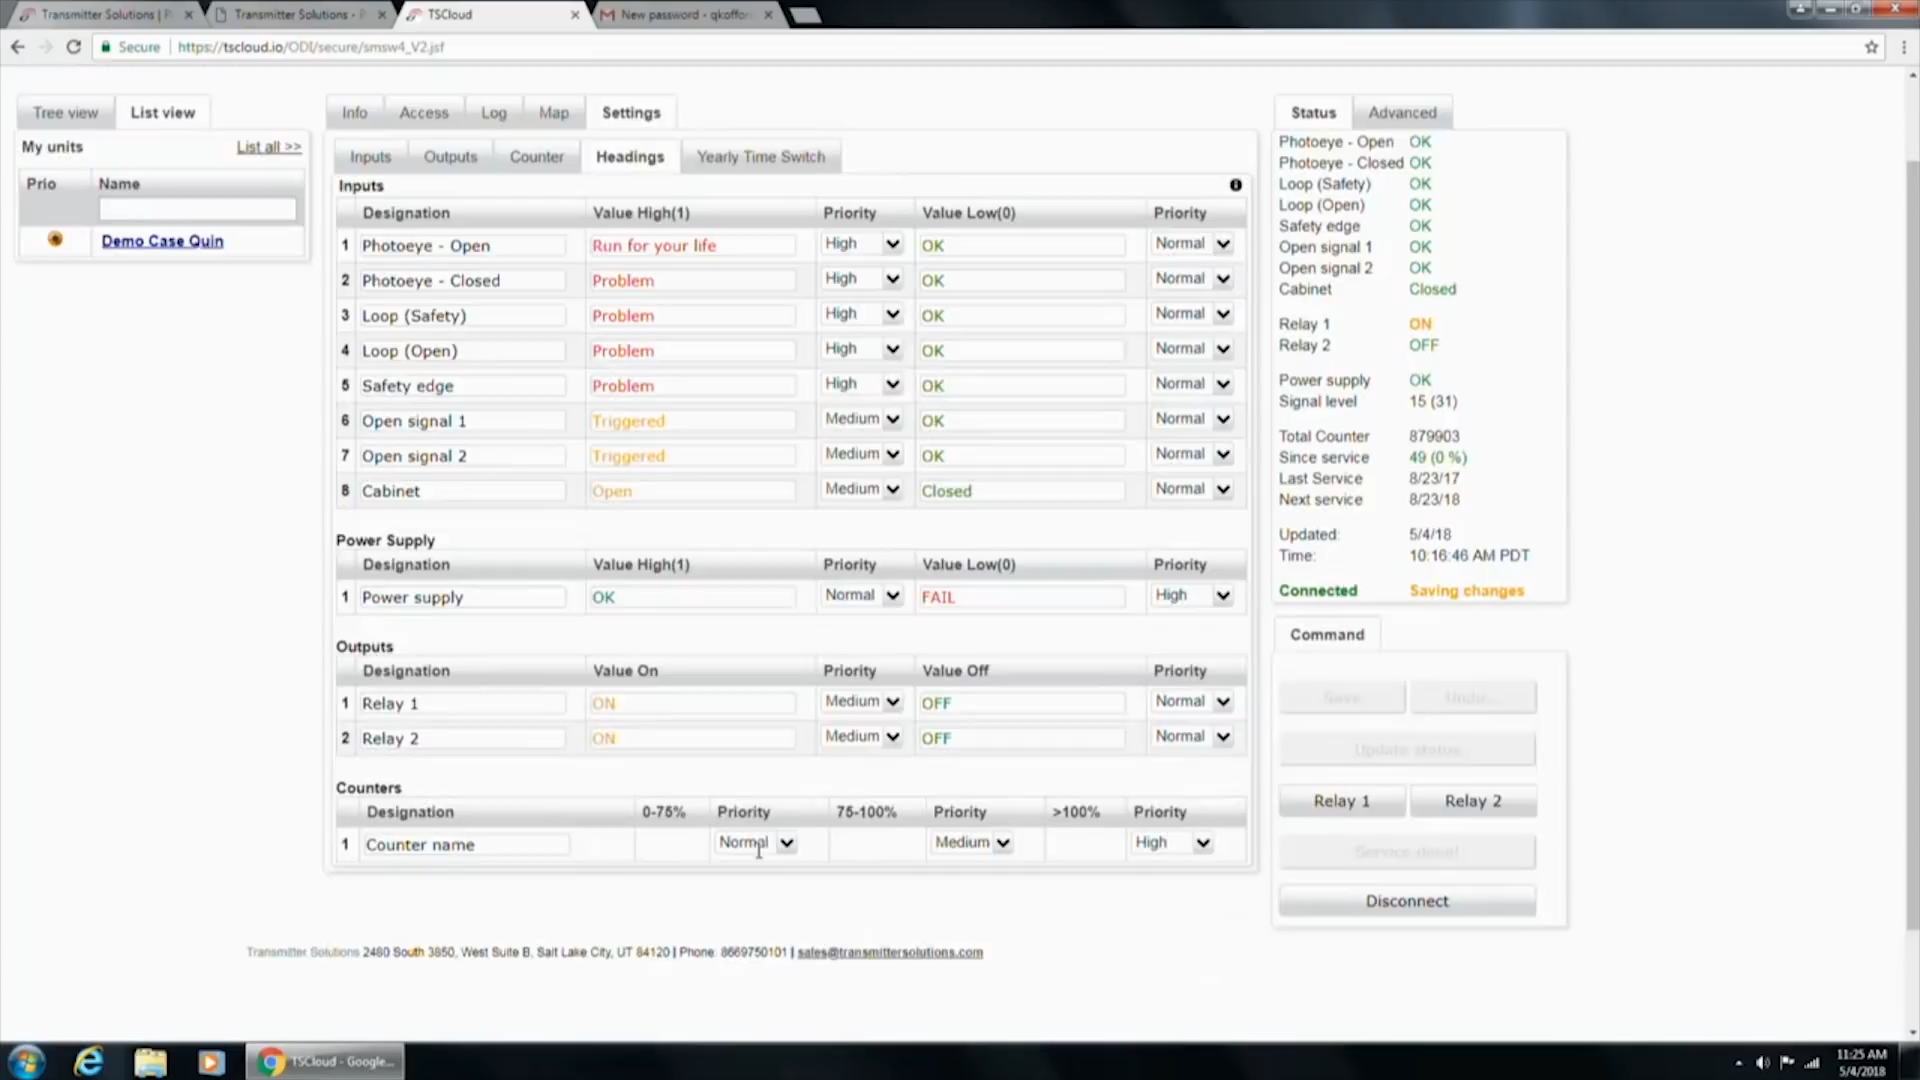 Transmitter Solutions |
Transmitter Solutions -
TSCloud
New password - qkoffor
Secure
https://tscloud.io/ODI/secure/smsw4_V2.jsf
Tree view
List view
My units
List all >>
Prio
Name
Demo Case Quin
Info
Access
Log
Map
Settings
Inputs
Outputs
Counter
Headings
Yearly Time Switch
Inputs
Designation Value High(1) Priority Value Low(0) Priority
1 Photoeye - Open Run for your life High OK Normal
2 Photoeye - Closed Problem High OK Normal
3 Loop (Safety) Problem High OK Normal
4 Loop (Open) Problem High OK Normal
5 Safety edge Problem High OK Normal
6 Open signal 1 Triggered Medium OK Normal
7 Open signal 2 Triggered Medium OK Normal
8 Cabinet Open Medium Closed Normal
Power Supply
Designation Value High(1) Priority Value Low(0) Priority
1 Power supply OK Normal FAIL High
Outputs
Designation Value On Priority Value Off Priority
1 Relay 1 ON Medium OFF Normal
2 Relay 2 ON Medium OFF Normal
Counters
Designation 0-75% Priority 75-100% Priority >100% Priority
1 Counter name Normal Medium High
Status
Advanced
Photoeye - Open OK
Photoeye - Closed OK
Loop (Safety) OK
Loop (Open) OK
Safety edge OK
Open signal 1 OK
Open signal 2 OK
Cabinet Closed
Relay 1 ON
Relay 2 OFF
Power supply OK
Signal level 15 (31)
Total Counter 879903
Since service 49 (0 %)
Last Service 8/23/17
Next service 8/23/18
Updated: 5/4/18
Time: 10:16:46 AM PDT
Connected Saving changes
Command
Save Undo...
Update status
Relay 1 Relay 2
Service done!
Disconnect
Transmitter Solutions 2480 South 3850, West Suite B, Salt Lake City, UT 84120 | Phone: 8669750101 | sales@transmittersolutions.com
TSCloud - Google...
11:25 AM
5/4/2018